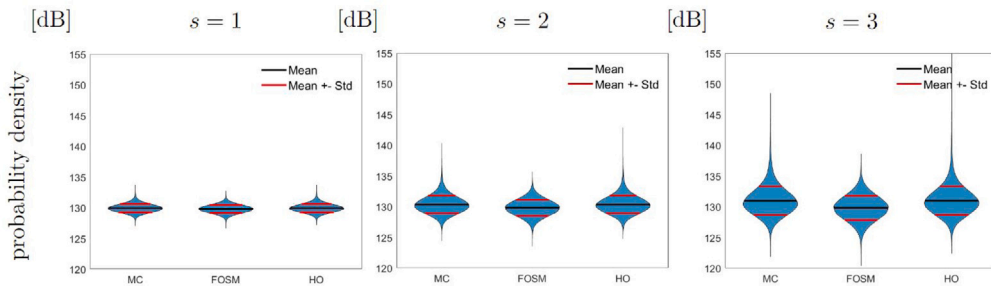 [dB] s = 1 [dB] s = 2 [dB] s = 3
probability density
155
150
145
140
135
130
125
120
Mean
Mean +- Std
MC FOSM HO
155
150
145
140
135
130
125
120
Mean
Mean +- Std
MC FOSM HO
155
150
145
140
135
130
125
120
Mean
Mean +- Std
MC FOSM HO